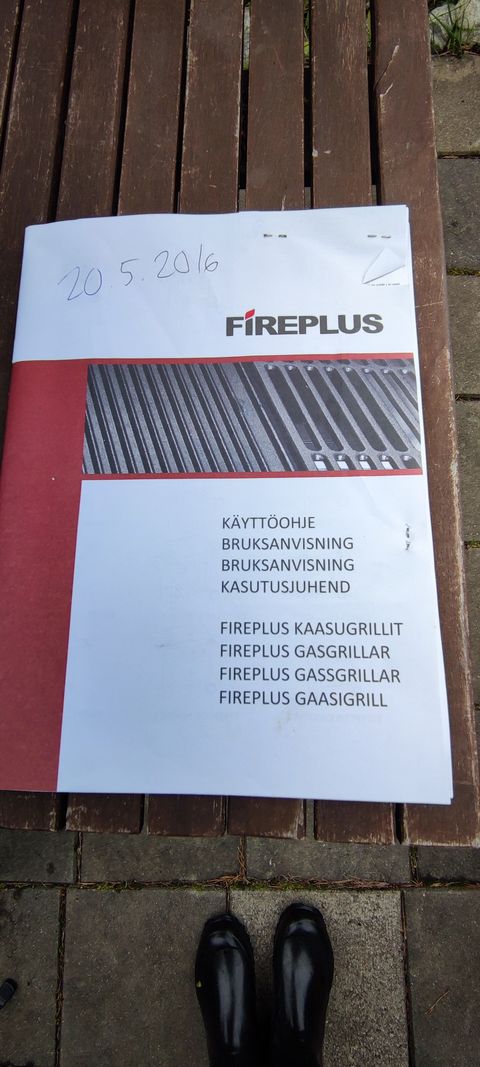 20.5.2016
FIREPLUS
KÄYTTÖOHJE
BRUKSANVISNING
BRUKSANVISNING
KASUTUSJUHEND
FIREPLUS KAASUGRILLIT
FIREPLUS GASGRILLAR
FIREPLUS GASSGRILLAR
FIREPLUS GAASIGRILL